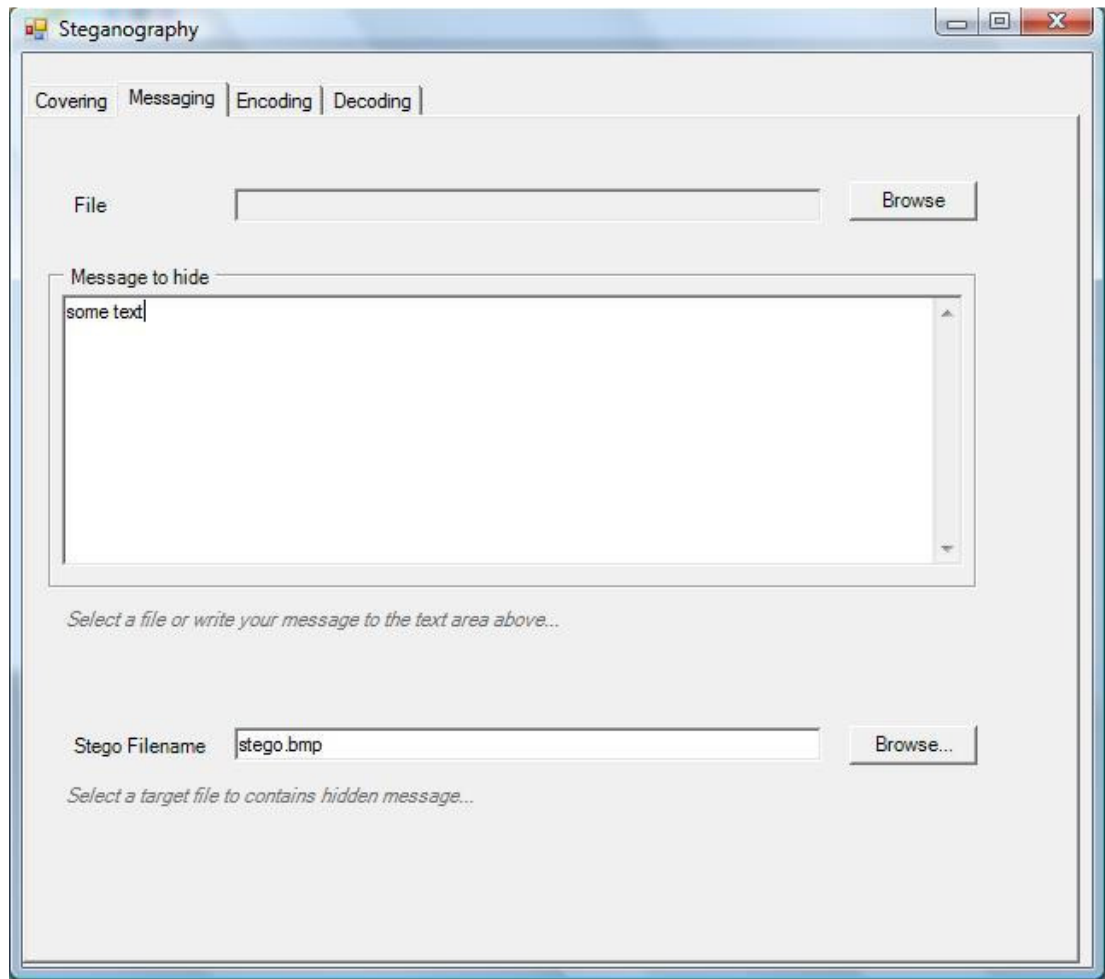 Steganography
Covering Messaging Encoding Decoding
File Browse
Message to hide
some text
Select a file or write your message to the text area above...
Stego Filename stego.bmp Browse...
Select a target file to contains hidden message...